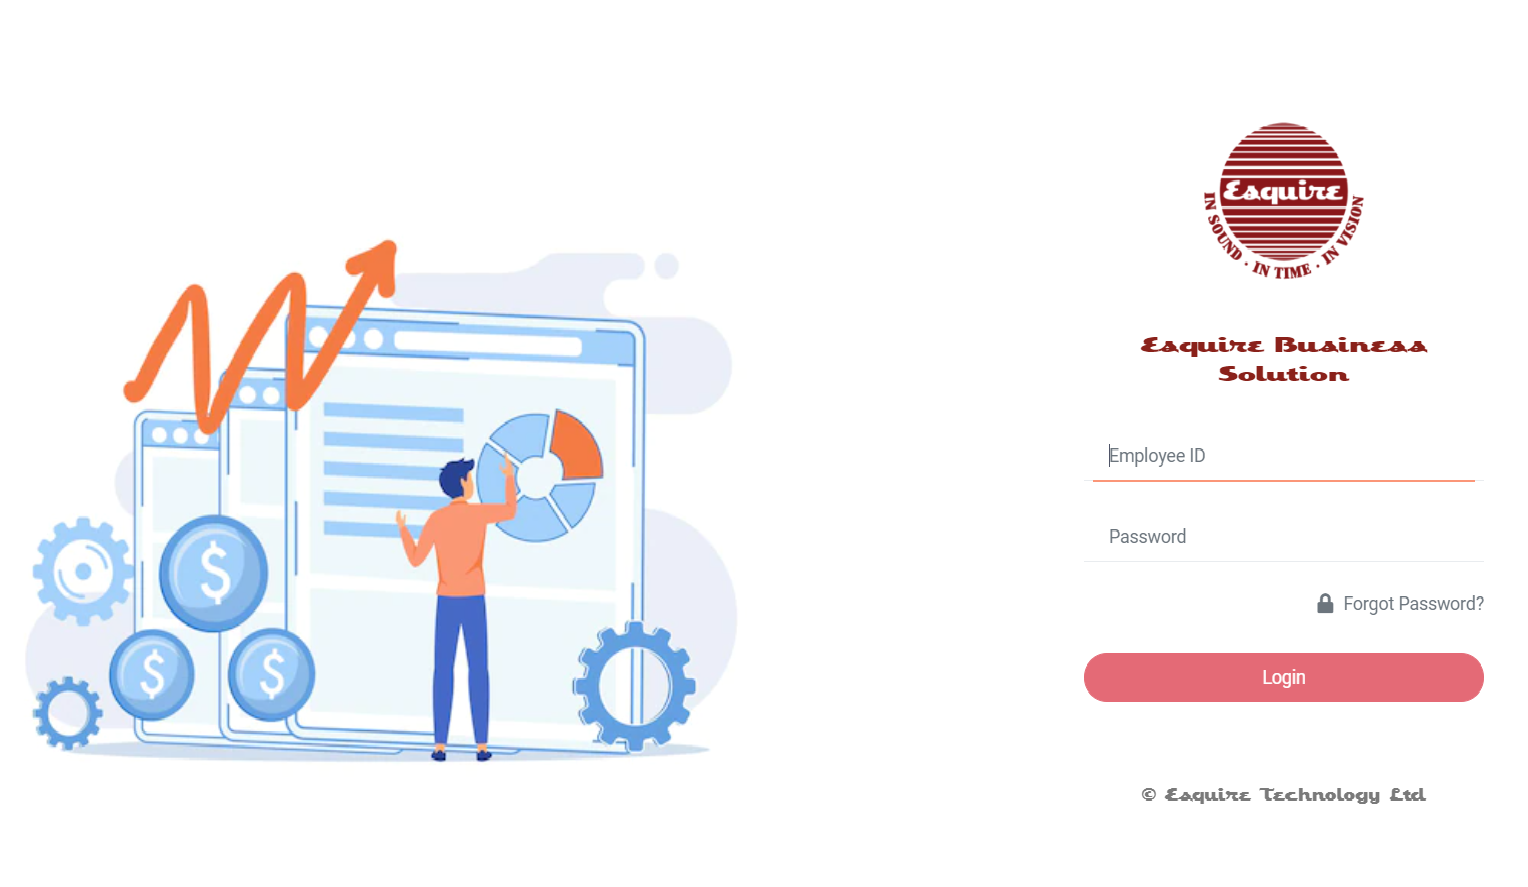 Esquire
IN SOUND · IN TIME · IN VISION
Esquire Business
Solution
Employee ID
Password
Forgot Password?
Login
© Esquire Technology Ltd
$
$
$